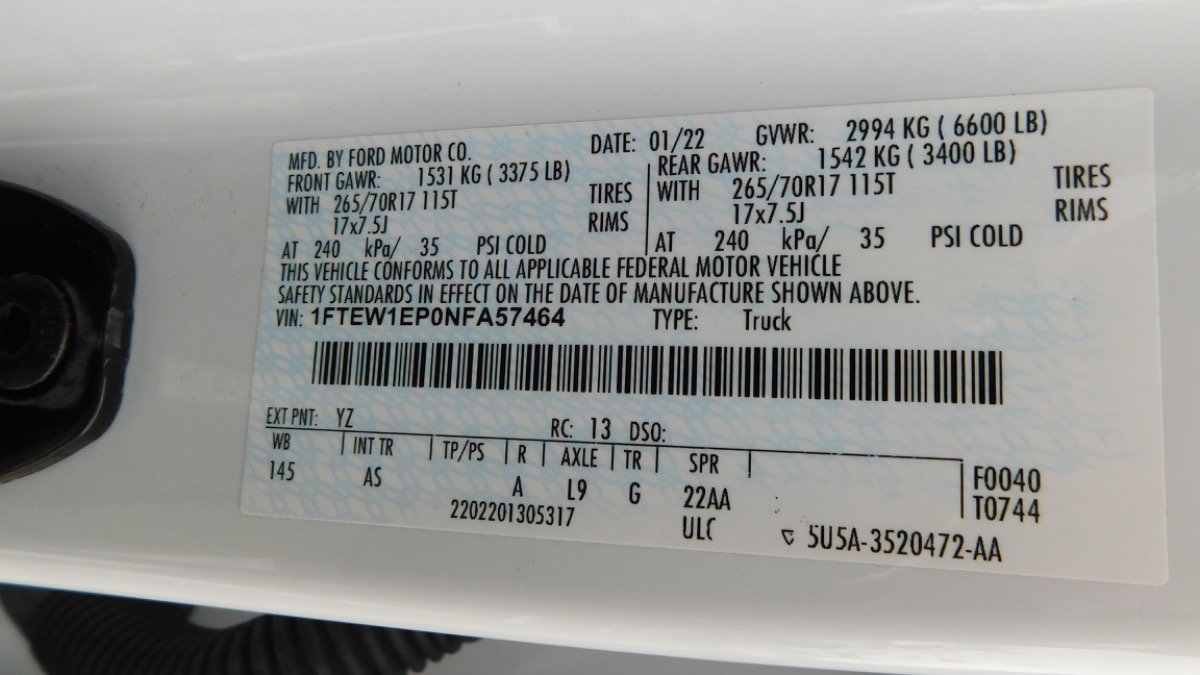 MFD. BY FORD MOTOR CO. DATE: 01/22 GVWR: 2994 KG ( 6600 LB)
FRONT GAWR: 1531 KG ( 3375 LB) REAR GAWR: 1542 KG ( 3400 LB)
WITH 265/70R17 115T TIRES WITH 265/70R17 115T TIRES
17x7.5J RIMS 17x7.5J RIMS
AT 240 kPa/ 35 PSI COLD AT 240 kPa/ 35 PSI COLD
THIS VEHICLE CONFORMS TO ALL APPLICABLE FEDERAL MOTOR VEHICLE
SAFETY STANDARDS IN EFFECT ON THE DATE OF MANUFACTURE SHOWN ABOVE.
VIN: 1FTEW1EP0NFA57464 TYPE: Truck
EXT PNT: YZ RC: 13 DSO:
WB INT TR TP/PS R AXLE TR SPR F0040
145 AS A L9 G 22AA T0744
2202201305317 ULC 5U5A-3520472-AA